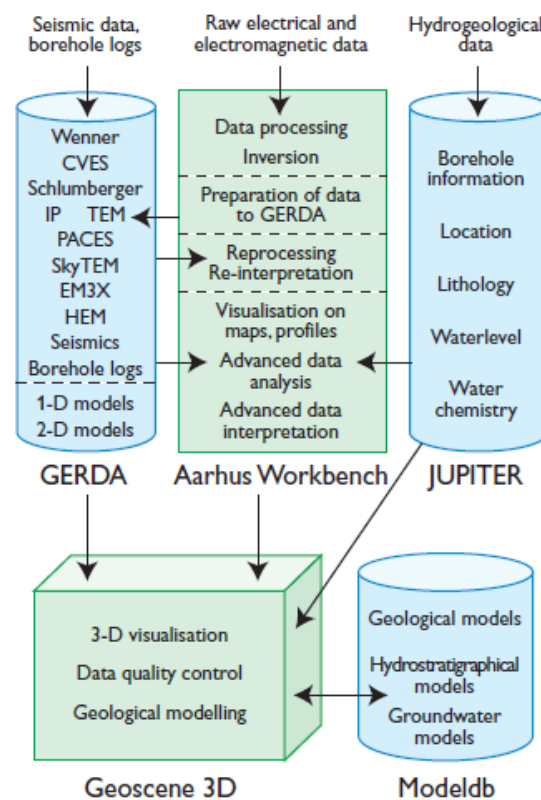 Seismic data,
borehole logs
Raw electrical and
electromagnetic data
Hydrogeological
data
Wenner
CVES
Schlumberger
IP TEM
PACES
SkyTEM
EM3X
HEM
Seismics
Borehole logs
1-D models
2-D models
GERDA
Data processing
Inversion
Preparation of data
to GERDA
Reprocessing
Re-interpretation
Visualisation on
maps, profiles
Advanced data
analysis
Advanced data
interpretation
Aarhus Workbench
Borehole
information
Location
Lithology
Waterlevel
Water
chemistry
JUPITER
3-D visualisation
Data quality control
Geological modelling
Geoscene 3D
Geological models
Hydrostratigraphical
models
Groundwater
models
Modeldb